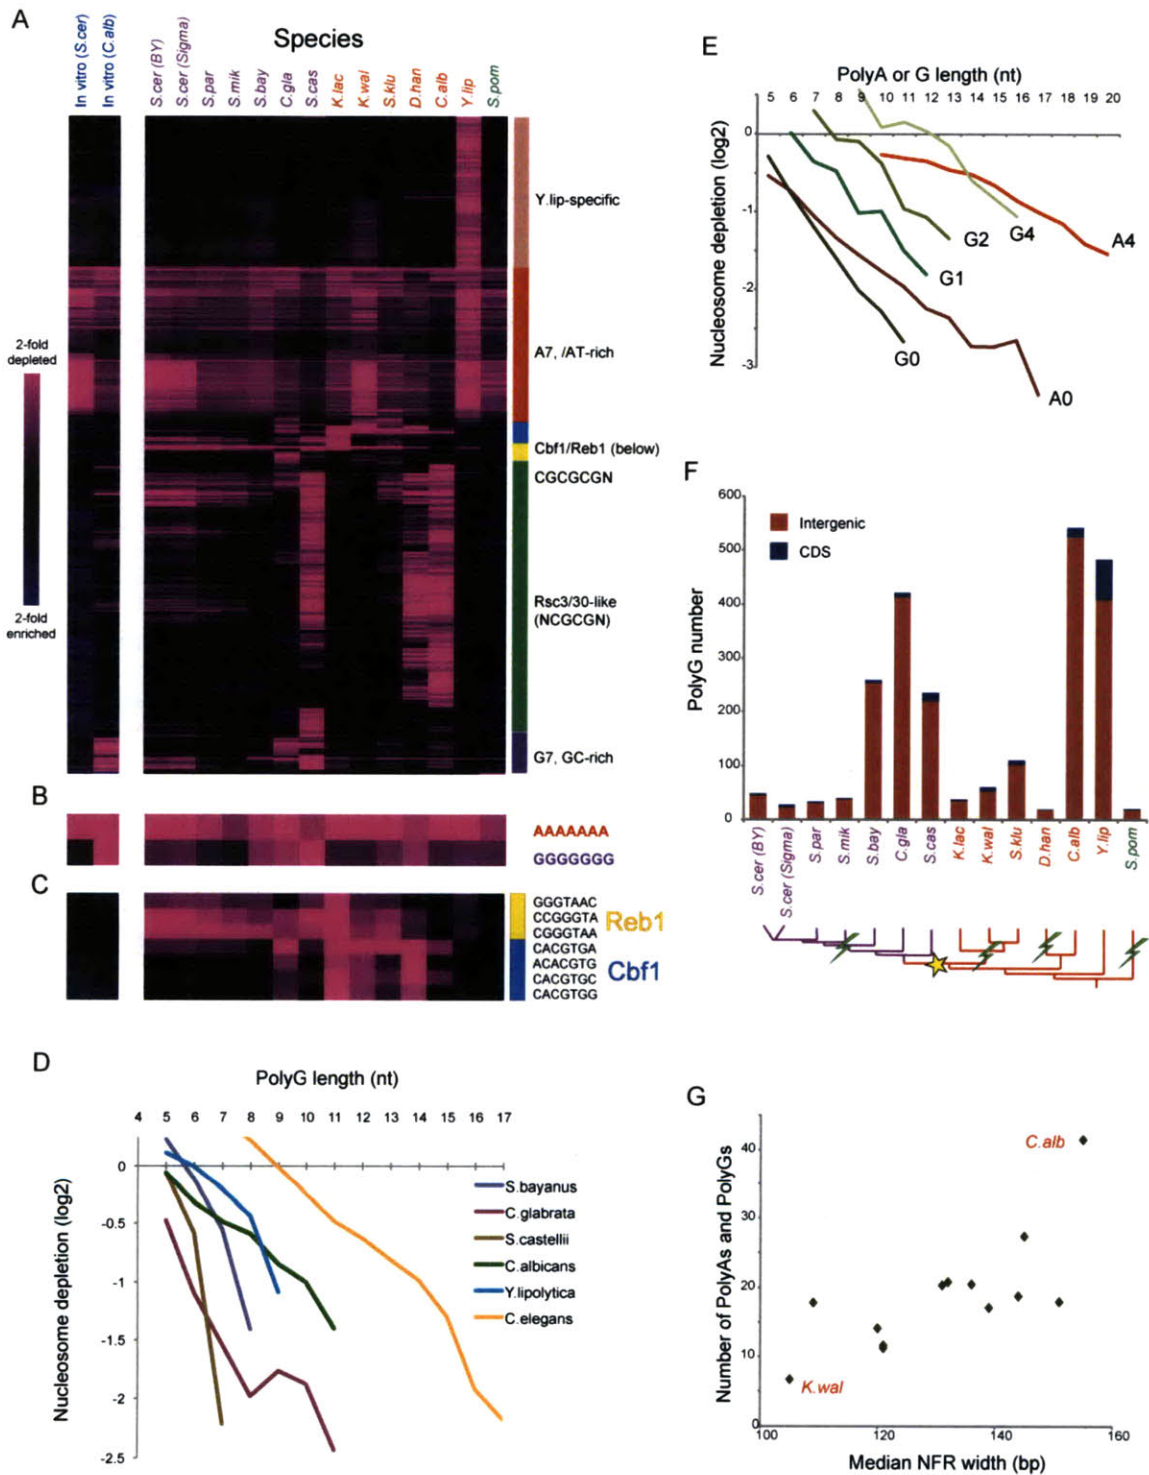 A
Species
In vitro (S.cer)
In vitro (C.alb)
S.cer (BY)
S.cer (Sigma)
S.par
S.mik
S.bay
C.gla
S.cas
K.lac
K.wal
S.klu
D.han
C.alb
Y.lip
S.pom
2-fold
depleted
2-fold
enriched
Y.lip-specific
A7, /AT-rich
Cbf1/Reb1 (below)
CGCGCGN
Rsc3/30-like
(NCGCGN)
G7, GC-rich
B
AAAAAAA
GGGGGGG
C
GGGTAAC
CCGGGTA
CGGGTAA
CACGTGA
ACACGTG
CACGTGC
CACGTGG
Reb1
Cbf1
D
PolyG length (nt)
4 5 6 7 8 9 10 11 12 13 14 15 16 17
Nucleosome depletion (log2)
0
-0.5
-1
-1.5
-2
-2.5
S.bayanus
C.glabrata
S.castellii
C.albicans
Y.lipolytica
C.elegans
E
PolyA or G length (nt)
5 6 7 8 9 10 11 12 13 14 15 16 17 18 19 20
Nucleosome depletion (log2)
0
-1
-2
-3
G0
G1
G2
G4
A4
A0
F
PolyG number
600
500
400
300
200
100
0
Intergenic
CDS
S.cer (BY)
S.cer (Sigma)
S.par
S.mik
S.bay
C.gla
S.cas
K.lac
K.wal
S.klu
D.han
C.alb
Y.lip
S.pom
G
Number of PolyAs and PolyGs
40
30
20
10
0
C.alb
K.wal
100 120 140 160
Median NFR width (bp)